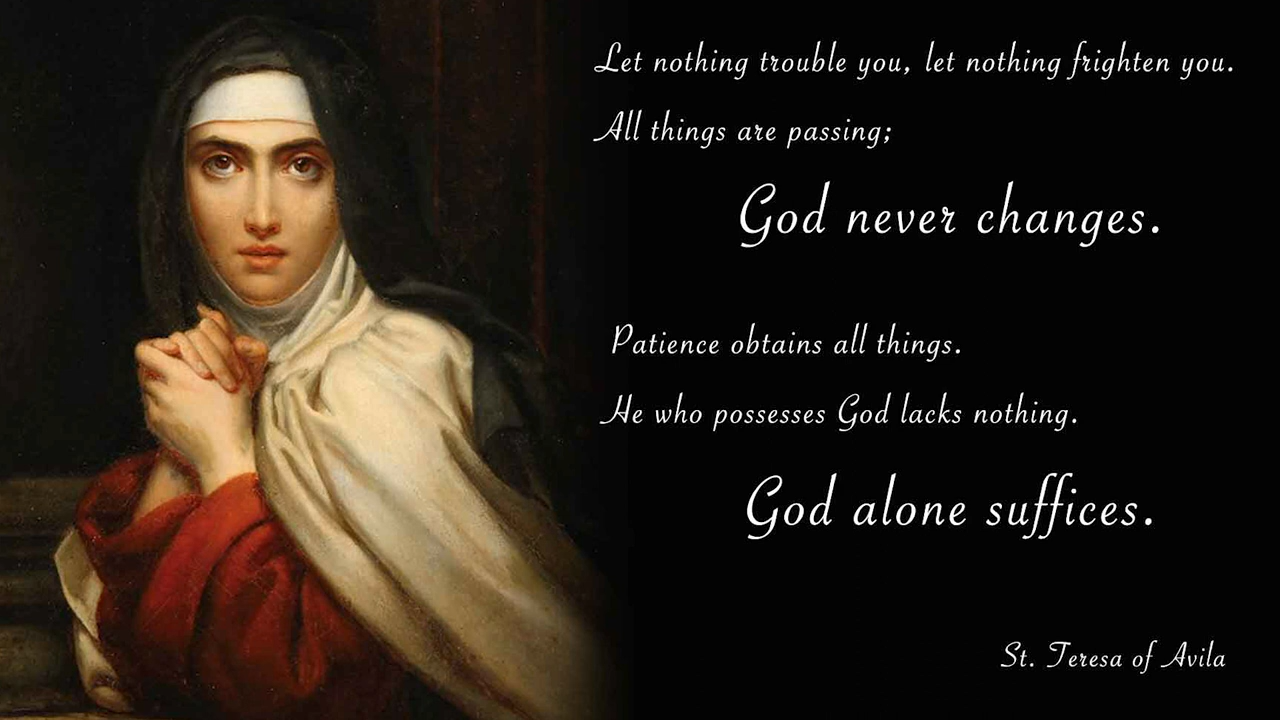 Let nothing trouble you, let nothing frighten you.
All things are passing;
God never changes.
Patience obtains all things.
He who possesses God lacks nothing.
God alone suffices.
St. Teresa of Avila